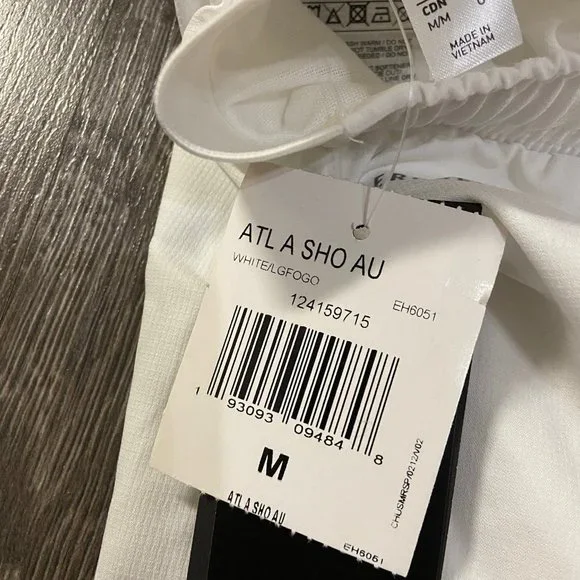 CDN
M/M
MADE IN
VIETNAM
ATL A SHO AU
WHITE/LGFOGO
124159715
EH6051
1 93093 09484 8
M
CHUSMRSP/0212/V02
ATL A SHO AU
EH6051